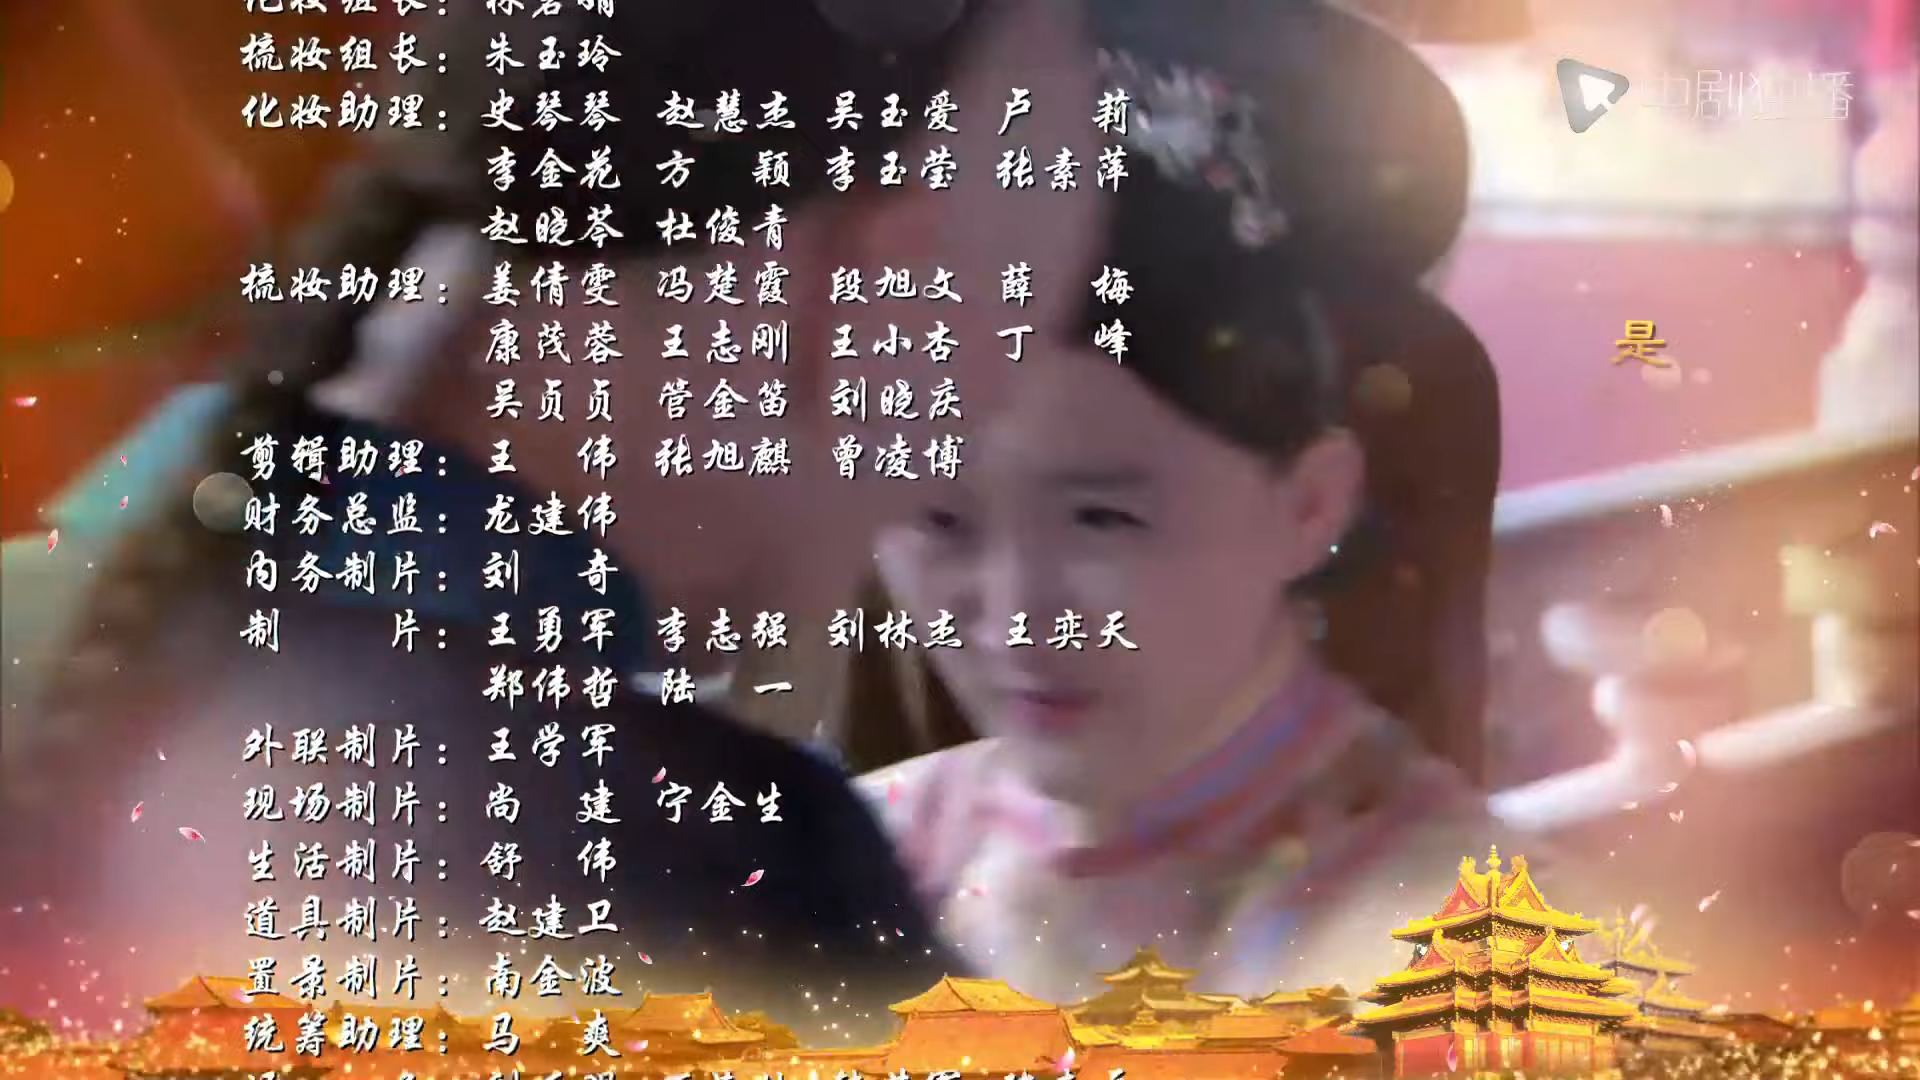 梳妆组长：朱玉玲
化妆助理：史琴琴 赵慧杰 吴玉爱 卢 莉
李金花 方 颖 李玉莹 张素萍
赵晓芩 杜俊青
梳妆助理：姜倩雯 冯楚霞 段旭文 薛 梅
康茂蓉 王志刚 王小杏 丁 峰
吴贞贞 管金笛 刘晓庆
剪辑助理：王 伟 张旭麒 曾凌博
财务总监：龙建伟
内务制片：刘 奇
制 片：王勇军 李志强 刘林杰 王奕天
郑伟哲 陆 一
外联制片：王学军
现场制片：尚 建 宁金生
生活制片：舒 伟
道具制片：赵建卫
置景制片：南金波
统筹助理：马 爽
中剧独播
是